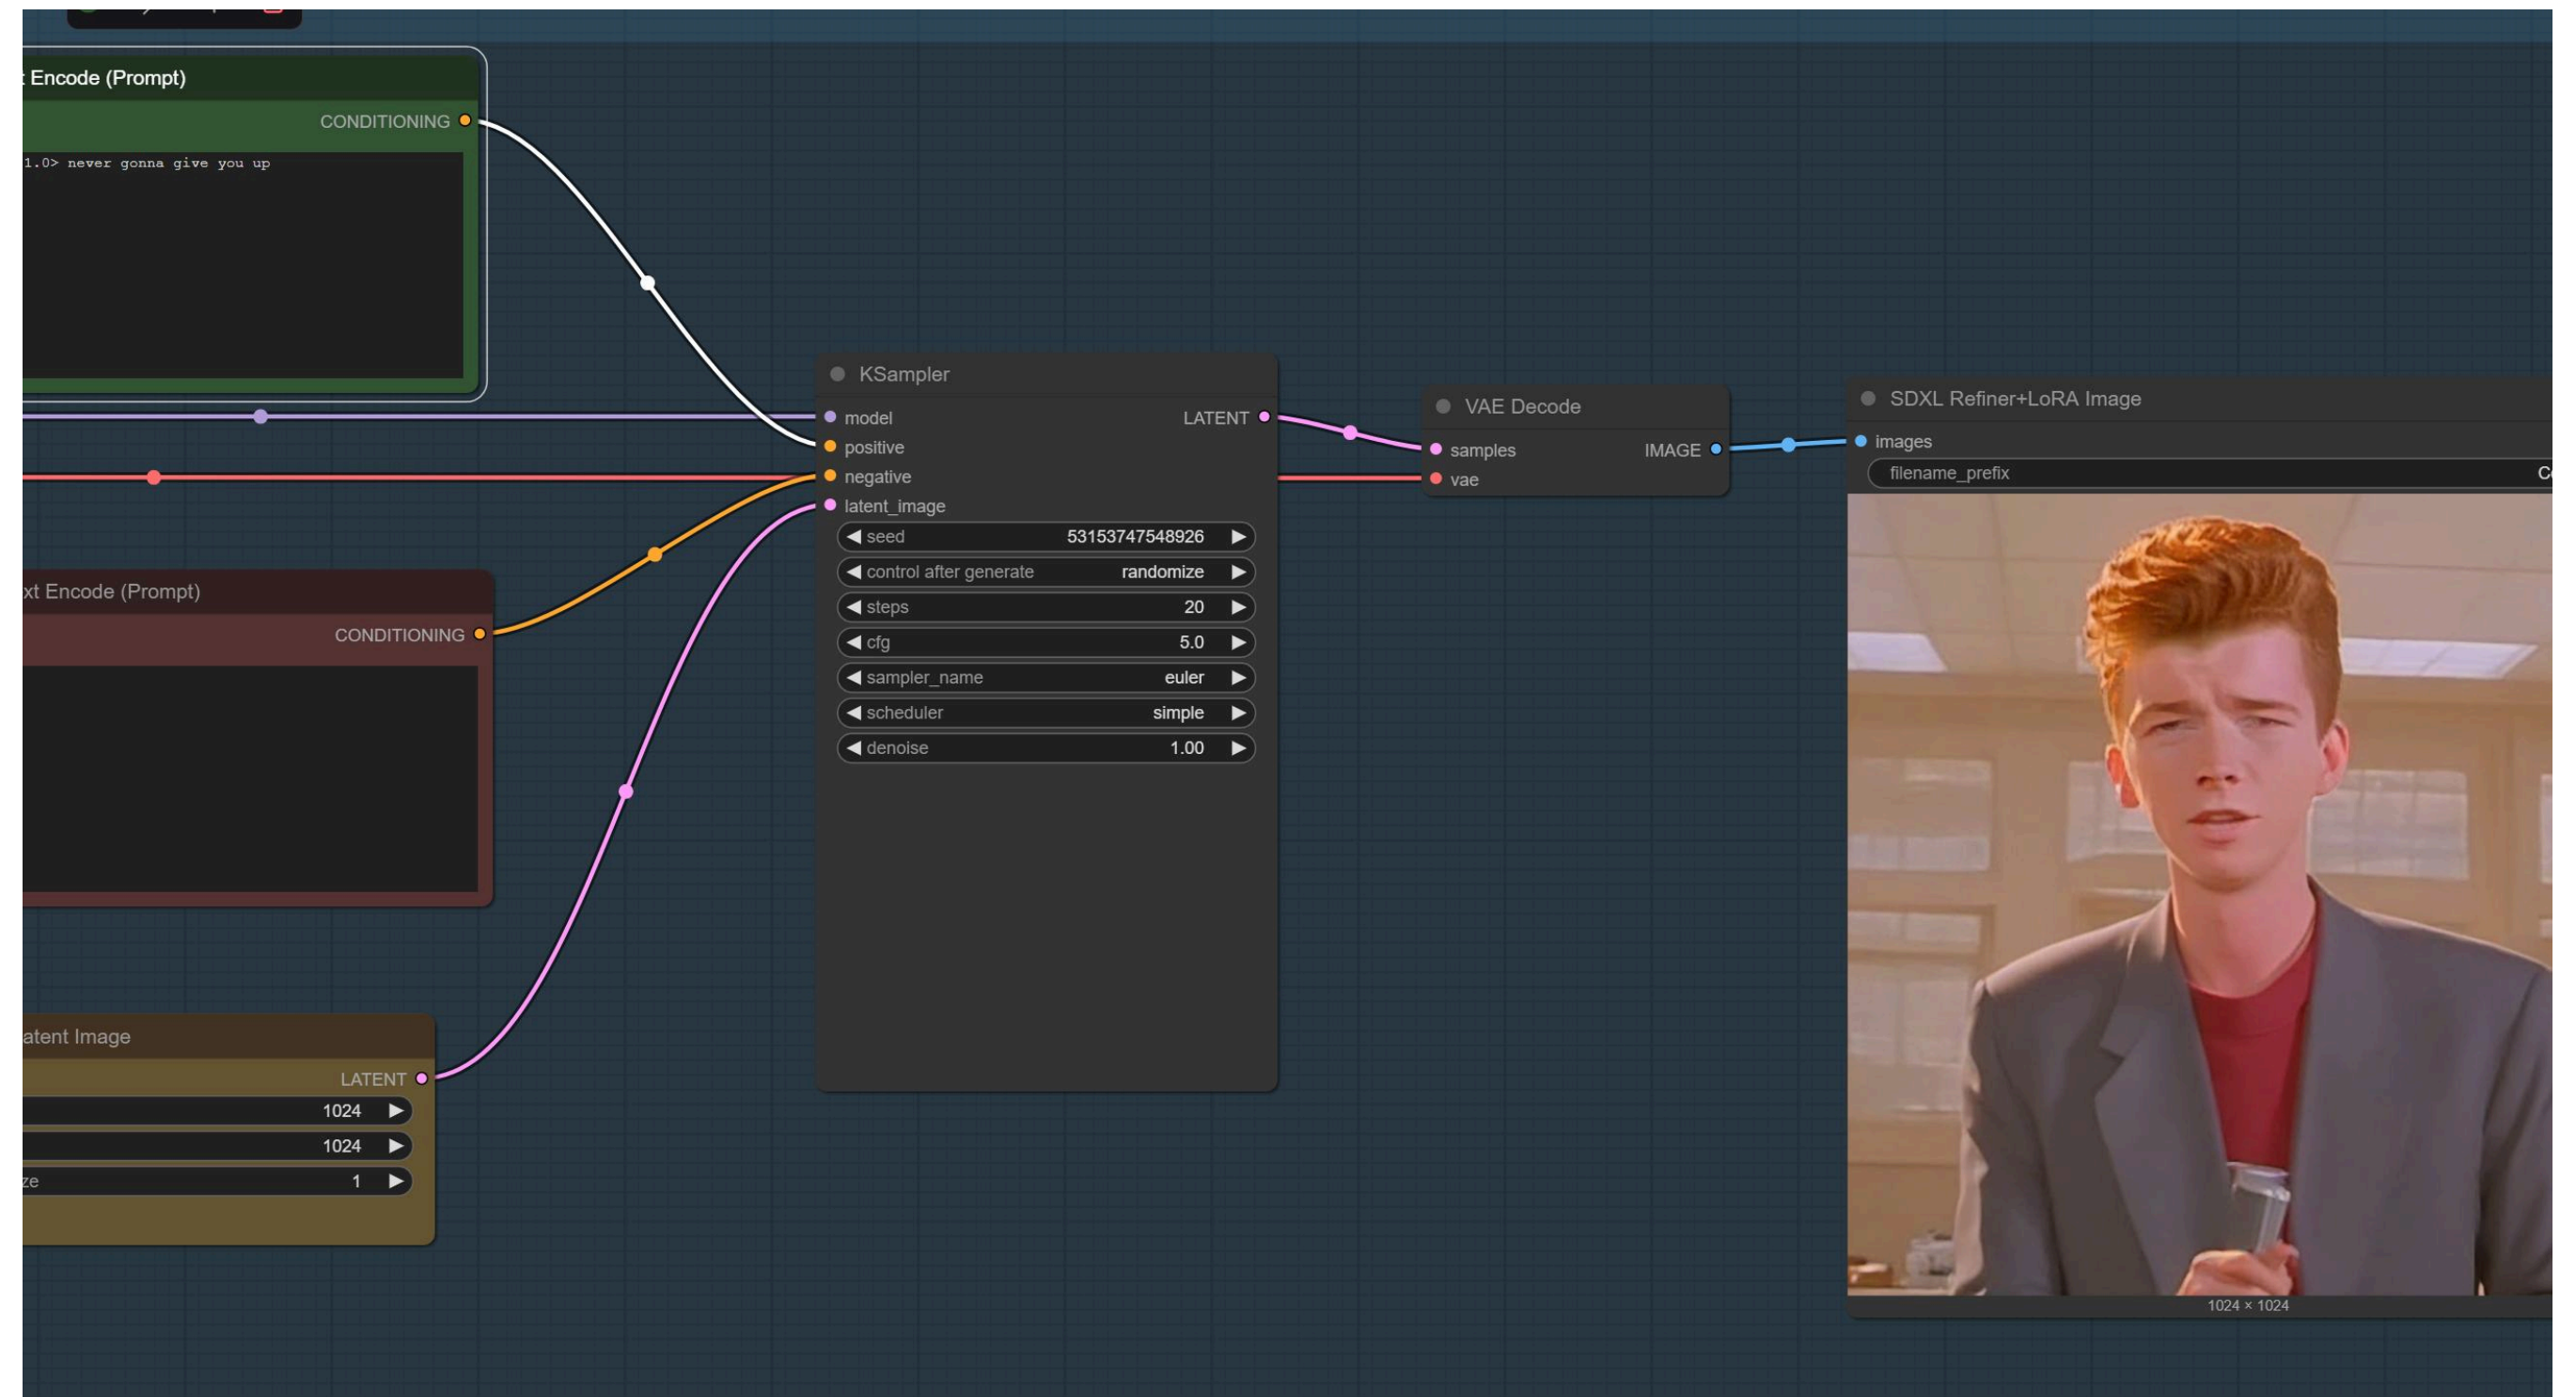 Encode (Prompt)
CONDITIONING
1.0> never gonna give you up
KSampler
model
LATENT
positive
negative
latent_image
seed 53153747548926
control after generate randomize
steps 20
cfg 5.0
sampler_name euler
scheduler simple
denoise 1.00
VAE Decode
samples IMAGE
vae
SDXL Refiner+LoRA Image
images
filename_prefix
1024 × 1024
xt Encode (Prompt)
CONDITIONING
atent Image
LATENT
1024
1024
ze 1